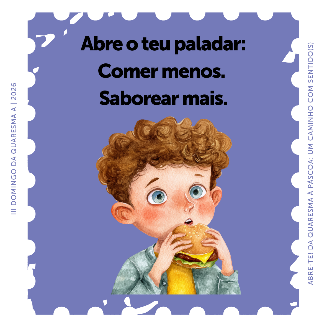 Abre o teu paladar:
Comer menos.
Saborear mais.
III DOMINGO DA QUARESMA A | 2026
ABRE-TE! DA QUARESMA À PÁSCOA: UM CAMINHO COM SENTIDO(S)